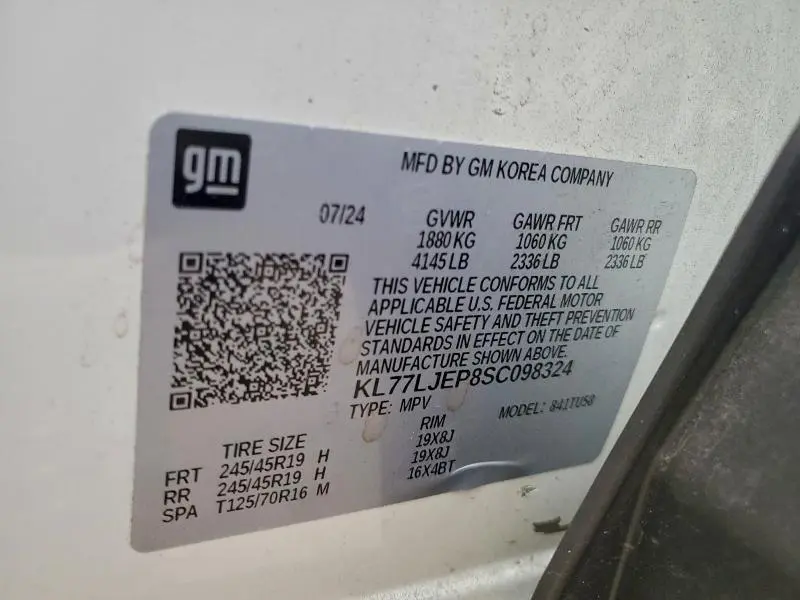 gm
MFD BY GM KOREA COMPANY
07/24
GVWR GAWR FRT GAWR RR
1880 KG 1060 KG 1060 KG
4145 LB 2336 LB 2336 LB
THIS VEHICLE CONFORMS TO ALL
APPLICABLE U.S. FEDERAL MOTOR
VEHICLE SAFETY AND THEFT PREVENTION
STANDARDS IN EFFECT ON THE DATE OF
MANUFACTURE SHOWN ABOVE.
KL77LJEP8SC098324
TYPE: MPV MODEL: 841TU58
TIRE SIZE RIM
FRT 245/45R19 H 19X8J
RR 245/45R19 H 19X8J
SPA T125/70R16 M 16X4BT